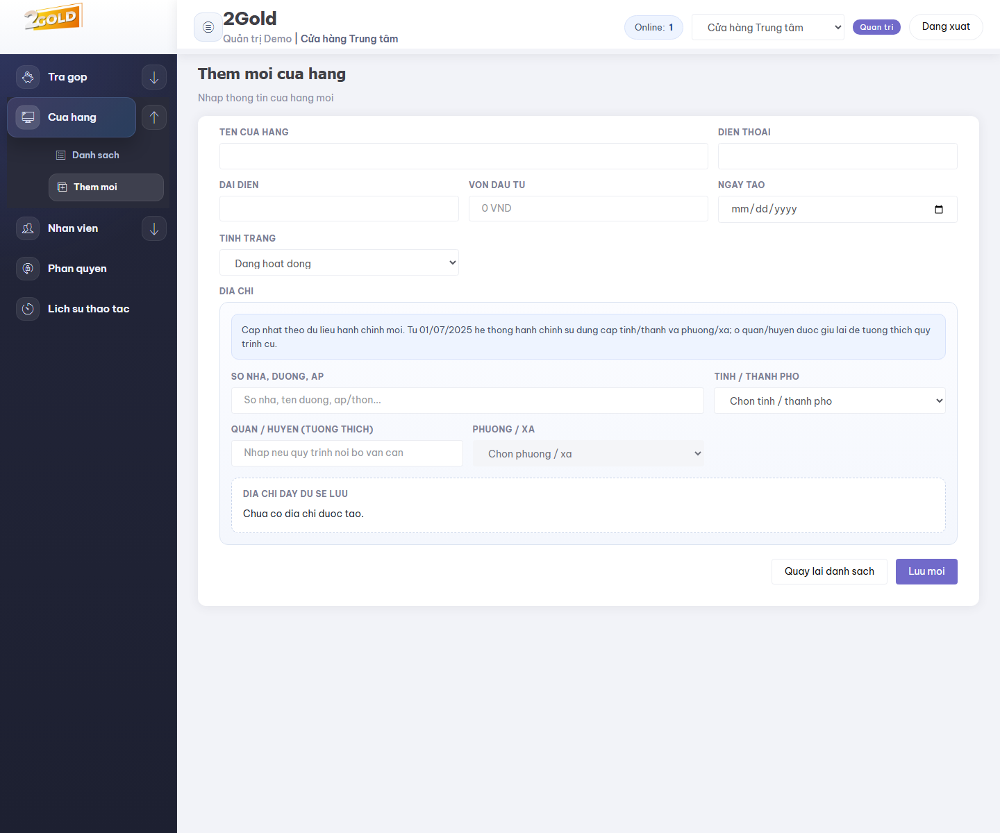 2GOLD
2Gold
Quản trị Demo | Cửa hàng Trung tâm
Online: 1
Cửa hàng Trung tâm
Quan tri
Dang xuat
Tra gop
Cua hang
Danh sach
Them moi
Nhan vien
Phan quyen
Lich su thao tac
Them moi cua hang
Nhap thong tin cua hang moi
TEN CUA HANG
DIEN THOAI
DAI DIEN
VON DAU TU
NGAY TAO
0 VND
mm/dd/yyyy
TINH TRANG
Dang hoat dong
DIA CHI
Cap nhat theo du lieu hanh chinh moi. Tu 01/07/2025 he thong hanh chinh su dung cap tinh/thanh va phuong/xa; o quan/huyen duoc giu lai de tuong thich quy
trinh cu.
SO NHA, DUONG, AP
TINH / THANH PHO
So nha, ten duong, ap/thon...
Chon tinh / thanh pho
QUAN / HUYEN (TUONG THICH)
PHUONG / XA
Nhap neu quy trinh noi bo van can
Chon phuong / xa
DIA CHI DAY DU SE LUU
Chua co dia chi duoc tao.
Quay lai danh sach
Luu moi